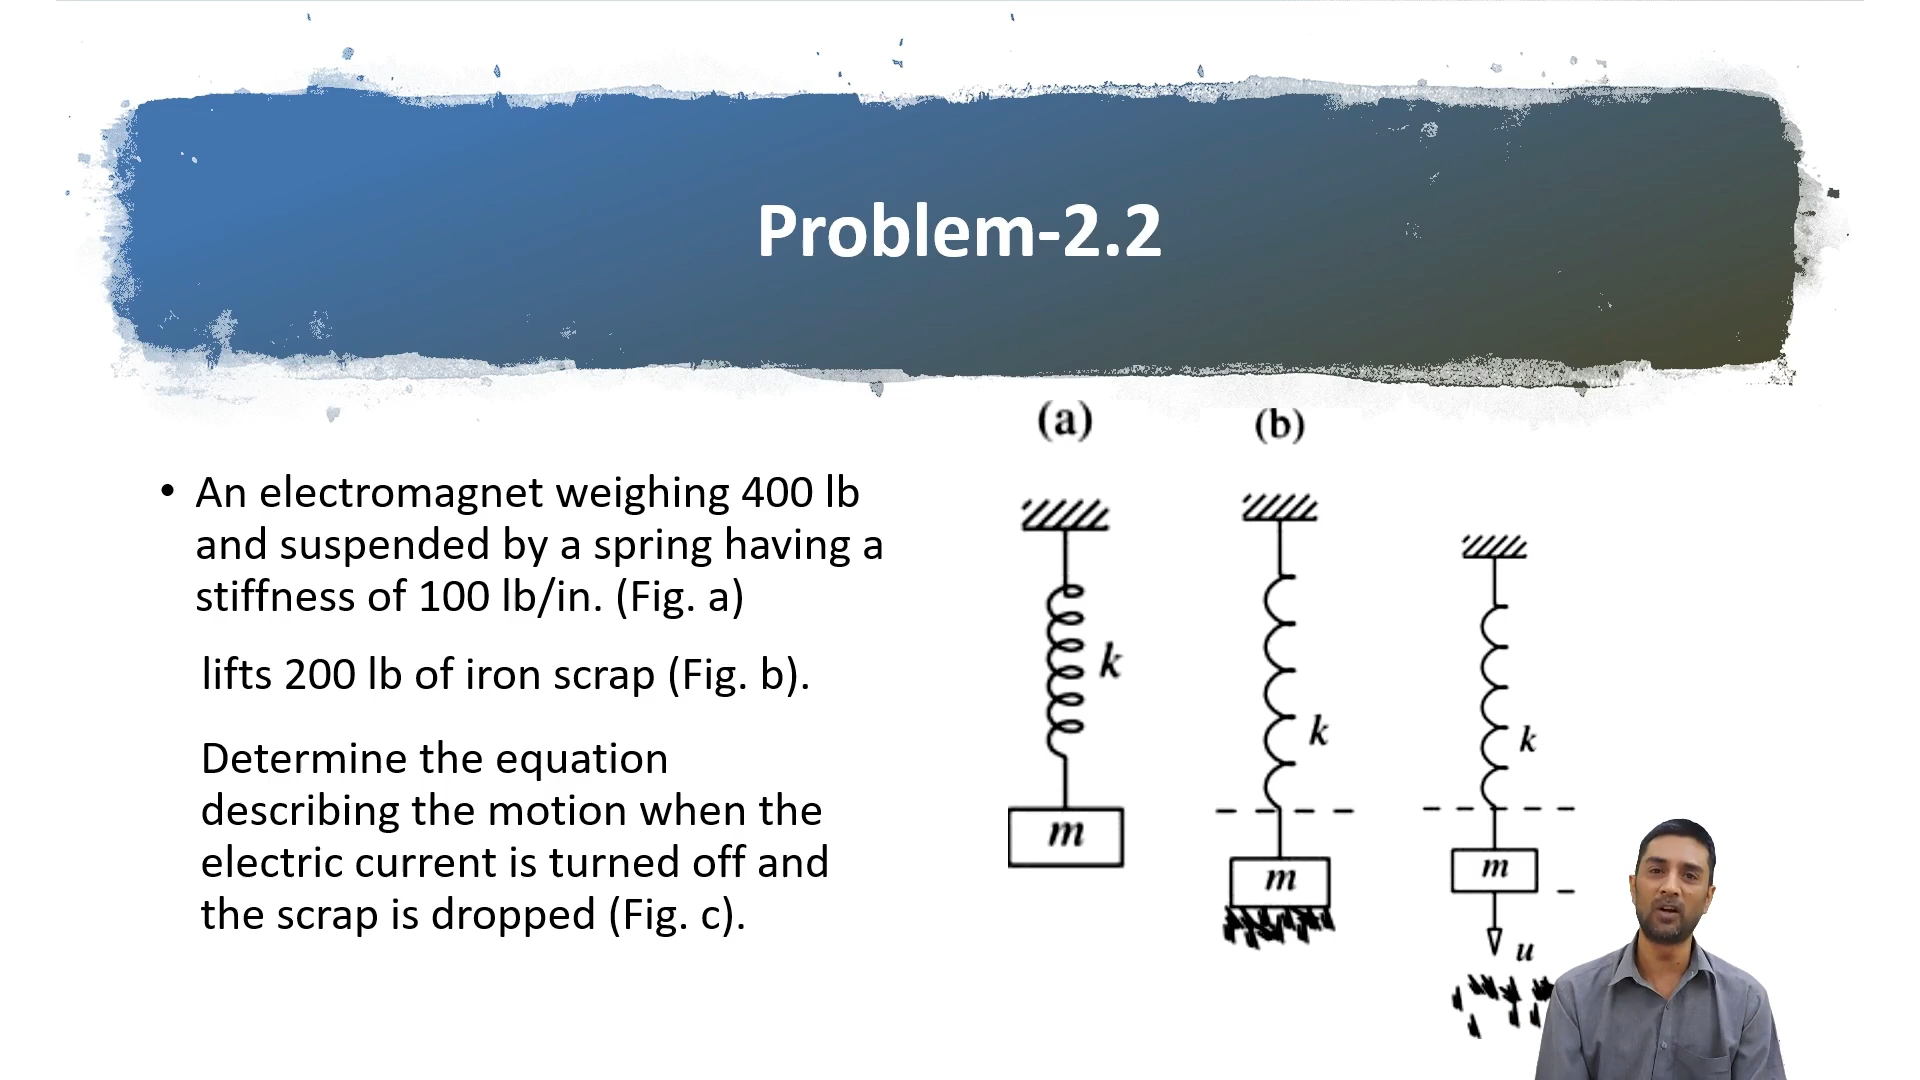 Problem-2.2
(a)
(b)
• An electromagnet weighing 400 lb
and suspended by a spring having a
stiffness of 100 lb/in. (Fig. a)
lifts 200 lb of iron scrap (Fig. b).
Determine the equation
describing the motion when the
electric current is turned off and
the scrap is dropped (Fig. c).
k
m
k
m
k
m
u